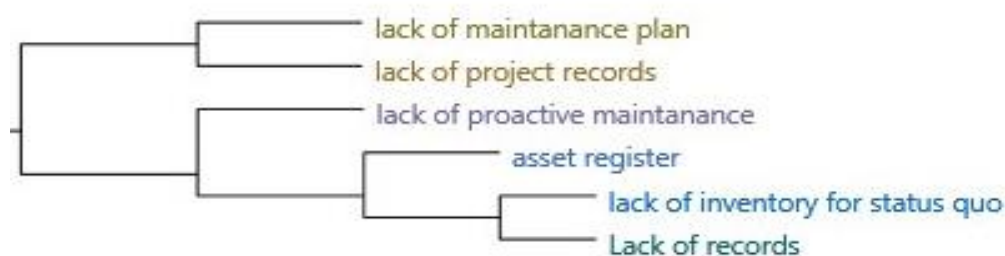 lack of maintanance plan
lack of project records
lack of proactive maintanance
asset register
lack of inventory for status quo
Lack of records